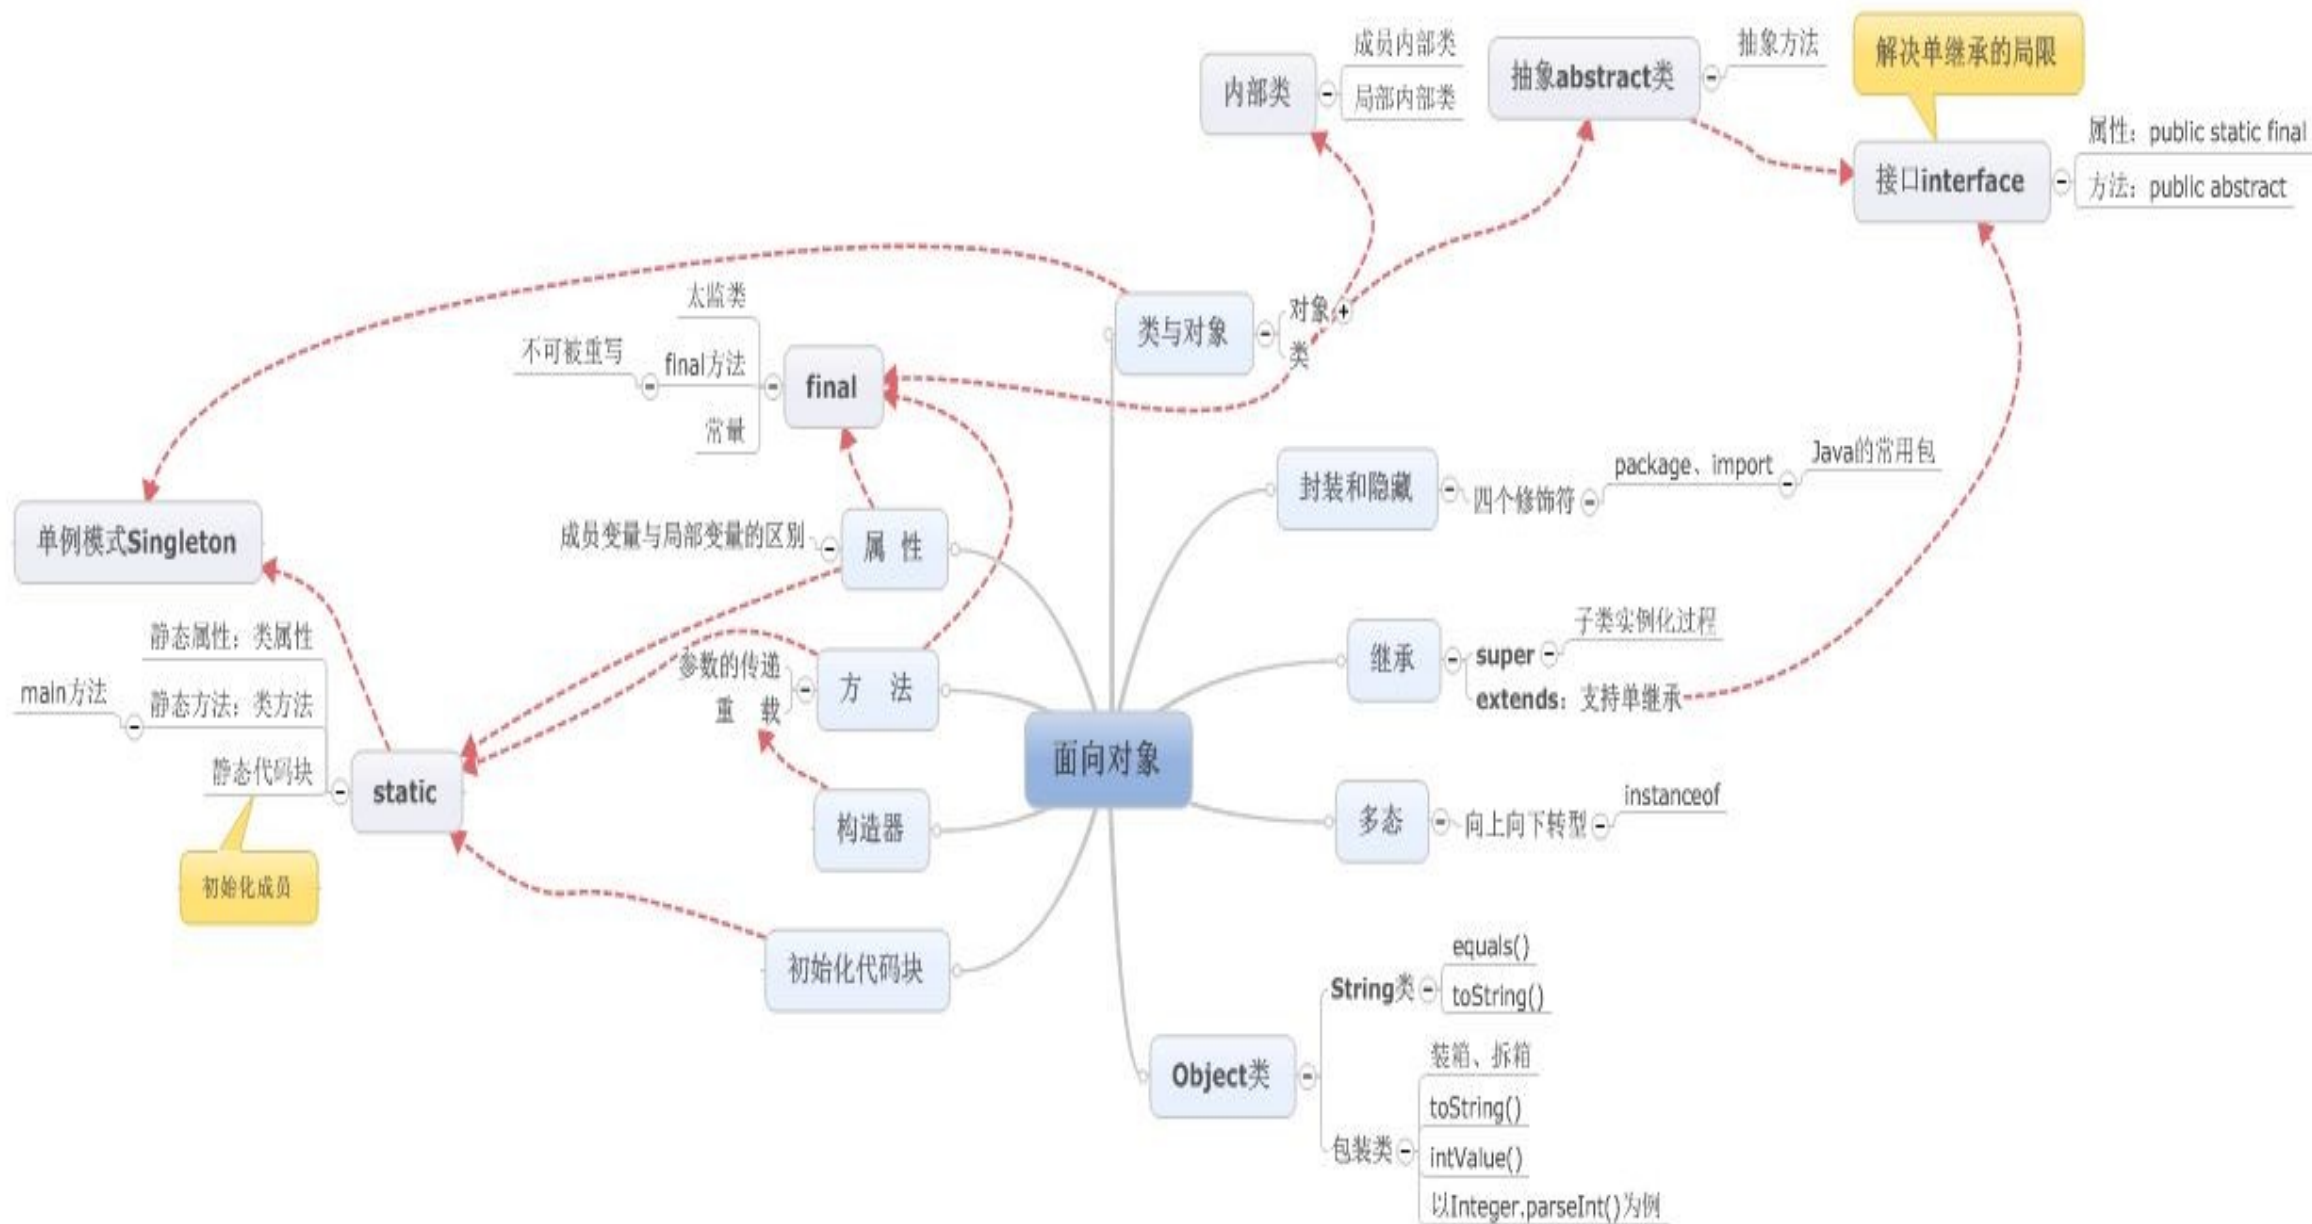 内部类
成员内部类
局部内部类
抽象abstract类
抽象方法
解决单继承的局限
接口interface
属性：public static final
方法：public abstract
类与对象
对象
类
太监类
不可被重写
final方法
常量
final
单例模式Singleton
成员变量与局部变量的区别
属 性
静态属性：类属性
main方法
静态方法：类方法
静态代码块
static
初始化成员
参数的传递
重 载
方 法
构造器
初始化代码块
面向对象
封装和隐藏
四个修饰符
package、import
Java的常用包
继承
super
子类实例化过程
extends：支持单继承
多态
向上向下转型
instanceof
Object类
String类
equals()
toString()
包装类
装箱、拆箱
toString()
intValue()
以Integer.parseInt()为例